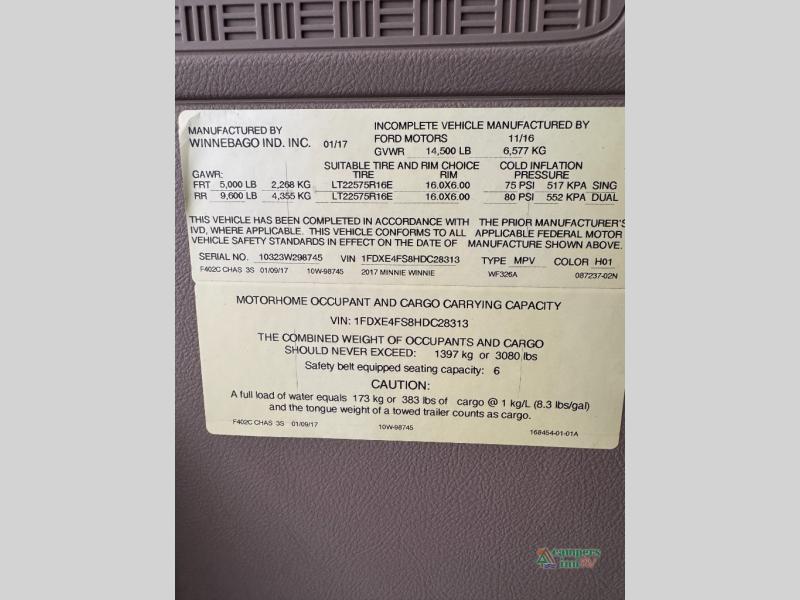 MANUFACTURED BY
WINNEBAGO IND. INC. 01/17
INCOMPLETE VEHICLE MANUFACTURED BY
FORD MOTORS 11/16
GVWR 14,500 LB 6,577 KG
SUITABLE TIRE AND RIM CHOICE COLD INFLATION
GAWR: TIRE RIM PRESSURE
FRT 5,000 LB 2,268 KG LT22575R16E 16.0X6.00 75 PSI 517 KPA SING
RR 9,600 LB 4,355 KG LT22575R16E 16.0X6.00 80 PSI 552 KPA DUAL
THIS VEHICLE HAS BEEN COMPLETED IN ACCORDANCE WITH THE PRIOR MANUFACTURER'S
IVD, WHERE APPLICABLE. THIS VEHICLE CONFORMS TO ALL APPLICABLE FEDERAL MOTOR
VEHICLE SAFETY STANDARDS IN EFFECT ON THE DATE OF MANUFACTURE SHOWN ABOVE.
SERIAL NO. 10323W298745 VIN 1FDXE4FS8HDC28313 TYPE MPV COLOR H01
F402C CHAS 3S 01/09/17 10W-98745 2017 MINNIE WINNIE WF326A 087237-02N
MOTORHOME OCCUPANT AND CARGO CARRYING CAPACITY
VIN: 1FDXE4FS8HDC28313
THE COMBINED WEIGHT OF OCCUPANTS AND CARGO
SHOULD NEVER EXCEED: 1397 kg or 3080 lbs
Safety belt equipped seating capacity: 6
CAUTION:
A full load of water equals 173 kg or 383 lbs of cargo @ 1 kg/L (8.3 lbs/gal)
and the tongue weight of a towed trailer counts as cargo.
F402C CHAS 3S 01/09/17 10W-98745 168454-01-01A
campers
inn RV